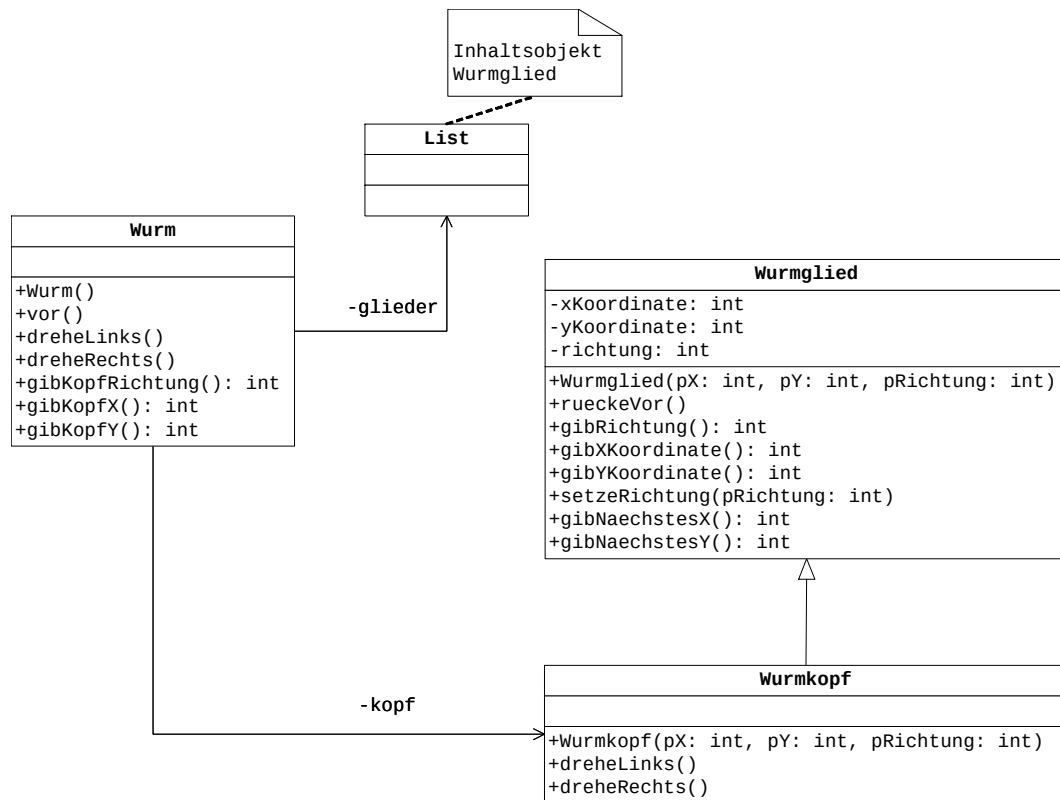 Inhaltsobjekt
Wurmglied
List
Wurm
+Wurm()
+vor()
+dreheLinks()
+dreheRechts()
+gibKopfRichtung(): int
+gibKopfX(): int
+gibKopfY(): int
-glieder
Wurmglied
-xKoordinate: int
-yKoordinate: int
-richtung: int
+Wurmglied(pX: int, pY: int, pRichtung: int)
+rueckeVor()
+gibRichtung(): int
+gibXKoordinate(): int
+gibYKoordinate(): int
+setzeRichtung(pRichtung: int)
+gibNaechstesX(): int
+gibNaechstesY(): int
-kopf
Wurmkopf
+Wurmkopf(pX: int, pY: int, pRichtung: int)
+dreheLinks()
+dreheRechts()